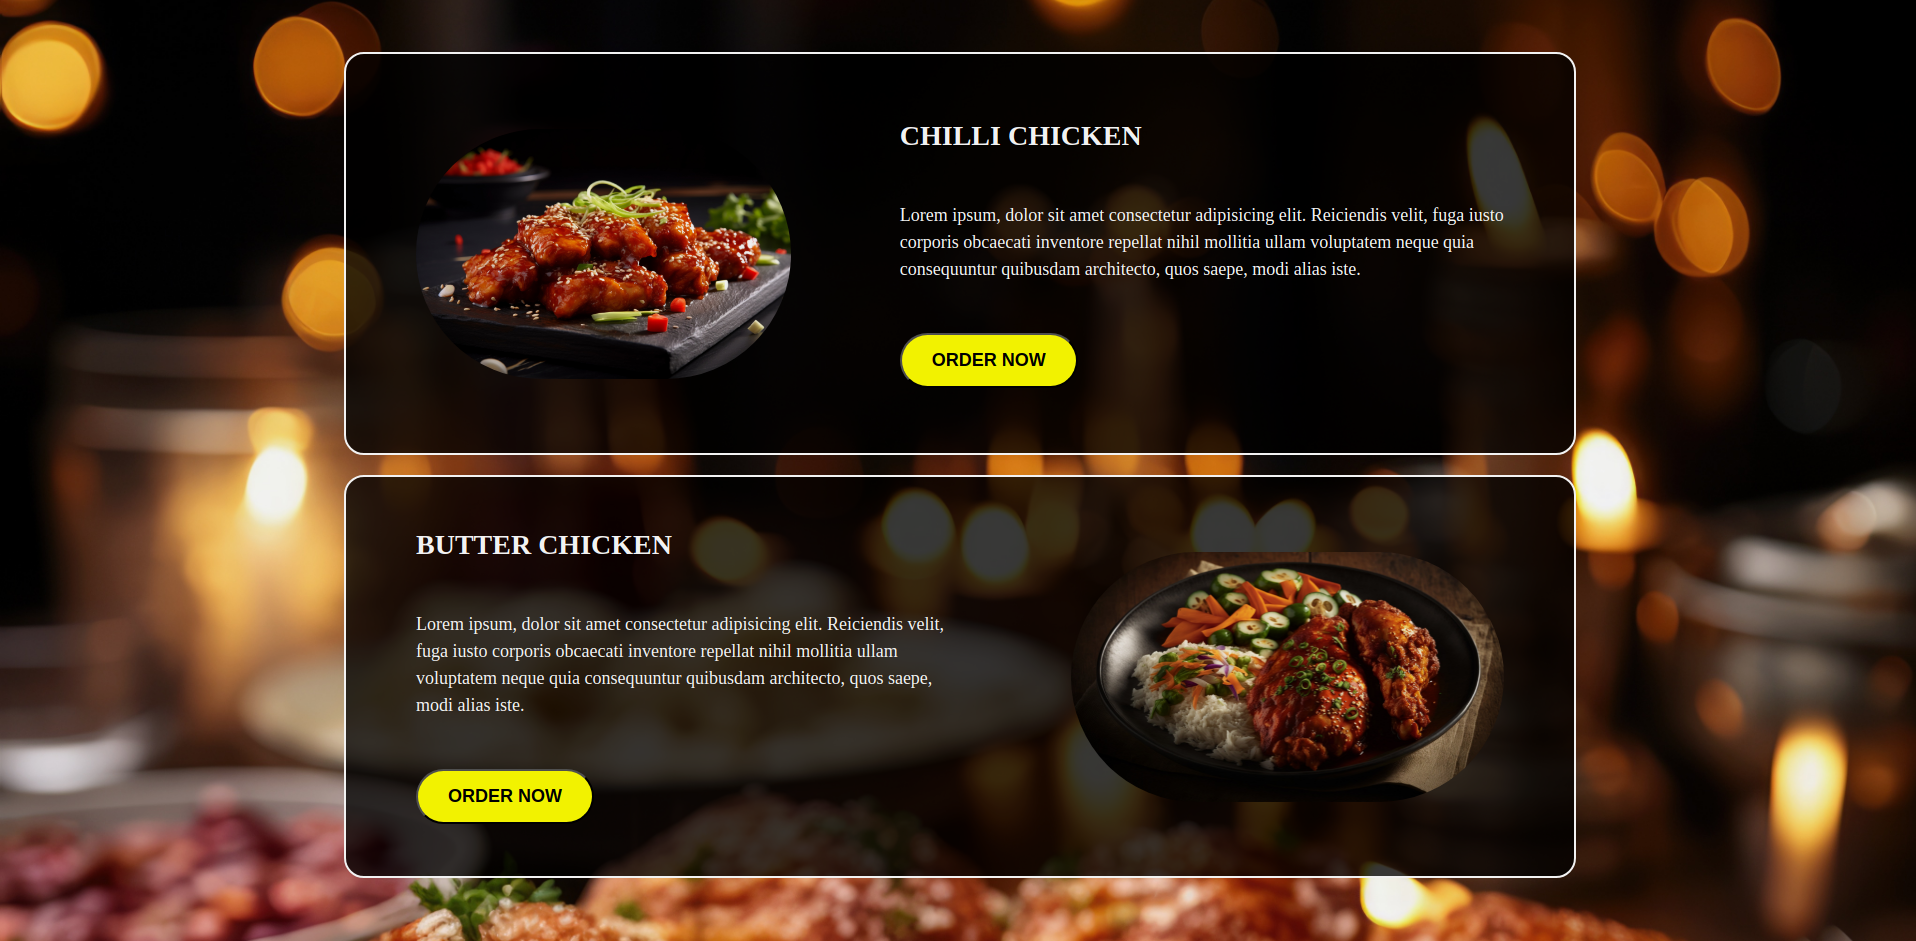 CHILLI CHICKEN
Lorem ipsum, dolor sit amet consectetur adipisicing elit. Reiciendis velit, fuga iusto
corporis obcaecati inventore repellat nihil mollitia ullam voluptatem neque quia
consequuntur quibusdam architecto, quos saepe, modi alias iste.
ORDER NOW
BUTTER CHICKEN
Lorem ipsum, dolor sit amet consectetur adipisicing elit. Reiciendis velit,
fuga iusto corporis obcaecati inventore repellat nihil mollitia ullam
voluptatem neque quia consequuntur quibusdam architecto, quos saepe,
modi alias iste.
ORDER NOW